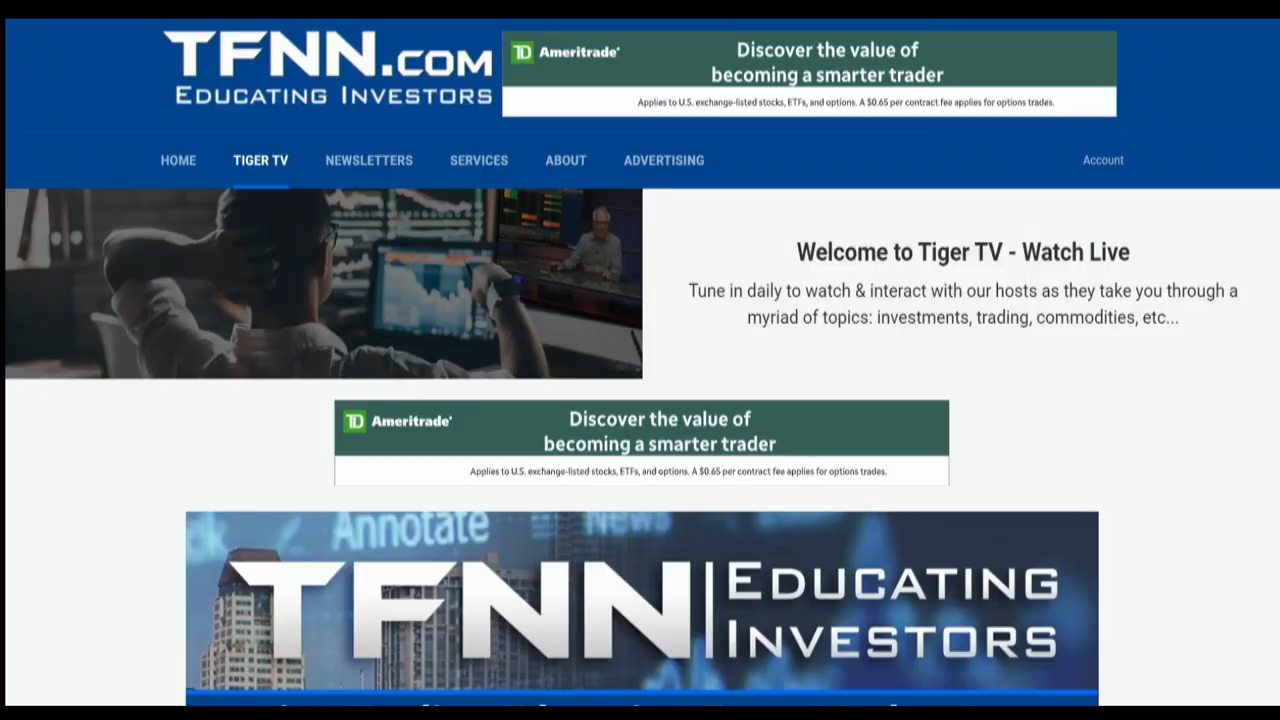 TFNN.COM
EDUCATING INVESTORS
TD Ameritrade
Discover the value of
becoming a smarter trader
Applies to U.S. exchange-listed stocks, ETFs, and options. A $0.65 per contract fee applies for options trades.
HOME TIGER TV NEWSLETTERS SERVICES ABOUT ADVERTISING Account
Welcome to Tiger TV - Watch Live
Tune in daily to watch & interact with our hosts as they take you through a
myriad of topics: investments, trading, commodities, etc...
TD Ameritrade
Discover the value of
becoming a smarter trader
Applies to U.S. exchange-listed stocks, ETFs, and options. A $0.65 per contract fee applies for options trades.
Annotate News
TFNN EDUCATING
INVESTORS